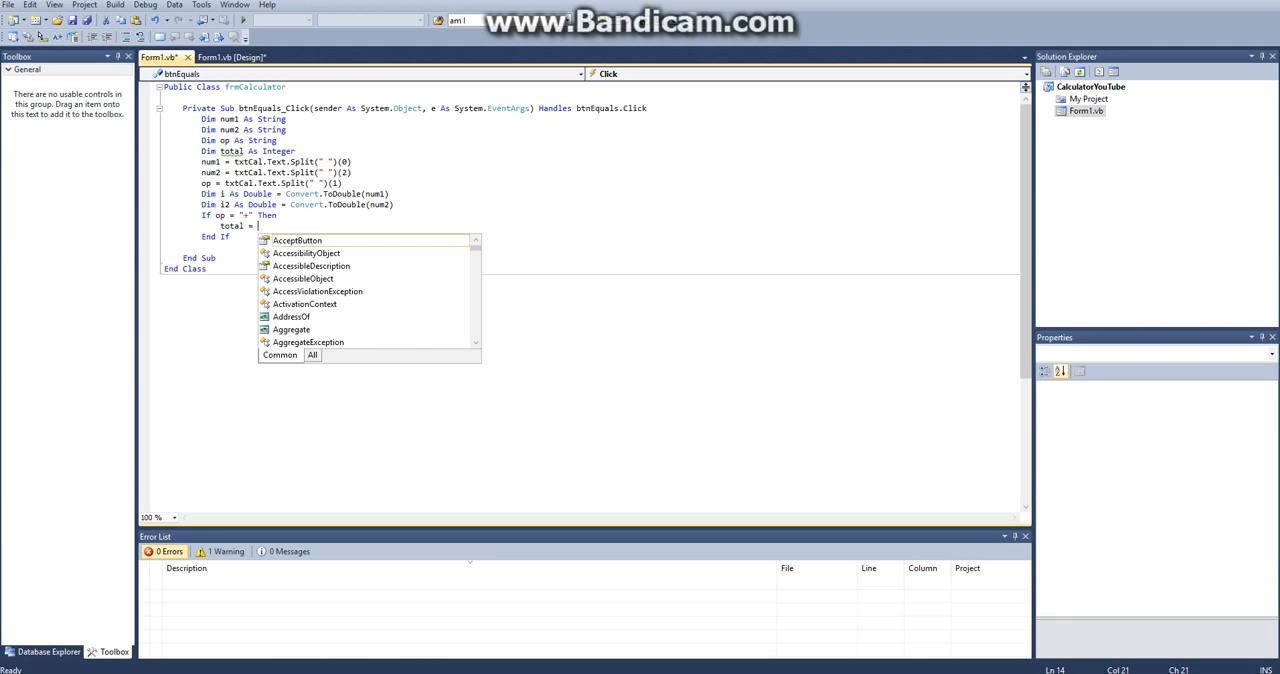 File Edit View Project Build Debug Data Tools Window Help
www.Bandicam.com
am I
Toolbox
Form1.vb* Form1.vb [Design]*
Solution Explorer
General
btnEquals
Click
There are no usable controls in
this group. Drag an item onto
this text to add it to the toolbox.
Public Class frmCalculator
Private Sub btnEquals_Click(sender As System.Object, e As System.EventArgs) Handles btnEquals.Click
Dim num1 As String
Dim num2 As String
Dim op As String
Dim total As Integer
num1 = txtCal.Text.Split(" ")(0)
num2 = txtCal.Text.Split(" ")(2)
op = txtCal.Text.Split(" ")(1)
Dim i As Double = Convert.ToDouble(num1)
Dim i2 As Double = Convert.ToDouble(num2)
If op = "+" Then
total =
End If
End Sub
End Class
AcceptButton
AccessibilityObject
AccessibleDescription
AccessibleObject
AccessViolationException
ActivationContext
AddressOf
Aggregate
AggregateException
Common All
CalculatorYouTube
My Project
Form1.vb
Properties
100 %
Error List
0 Errors 1 Warning 0 Messages
Description File Line Column Project
Database Explorer Toolbox
Ready Ln 14 Col 21 Ch 21 INS